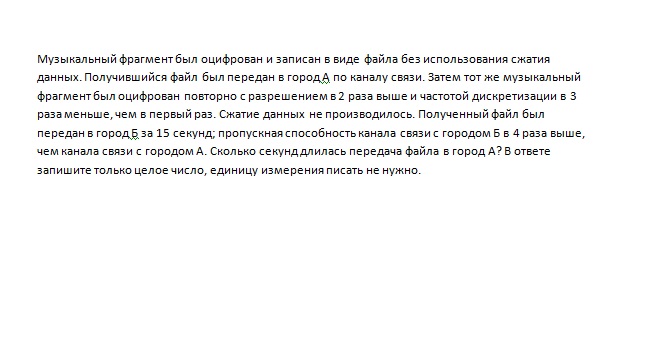 Музыкальный фрагмент был оцифрован и записан в виде файла без использования сжатия
данных. Получившийся файл был передан в город А по каналу связи. Затем тот же музыкальный
фрагмент был оцифрован повторно с разрешением в 2 раза выше и частотой дискретизации в 3
раза меньше, чем в первый раз. Сжатие данных не производилось. Полученный файл был
передан в город Б за 15 секунд; пропускная способность канала связи с городом Б в 4 раза выше,
чем канала связи с городом А. Сколько секунд длилась передача файла в город А? В ответе
запишите только целое число, единицу измерения писать не нужно.